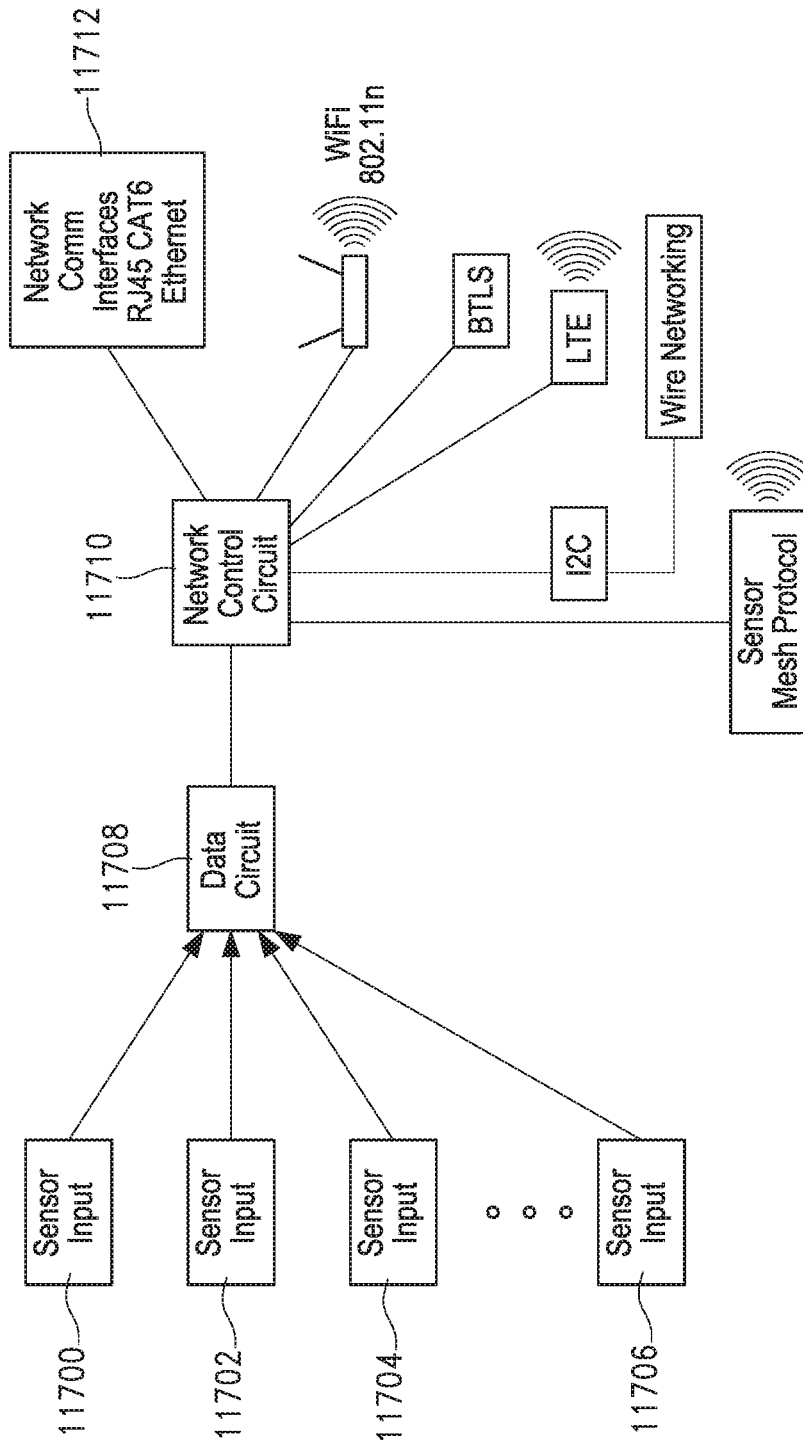 11700
Sensor
Input
11702
Sensor
Input
11704
Sensor
Input
11706
Sensor
Input
11708
Data
Circuit
11710
Network
Control
Circuit
11712
Network
Comm
Interfaces
RJ45 CAT6
Ethernet
WiFi
802.11n
BTLS
LTE
I2C
Wire Networking
Sensor
Mesh Protocol